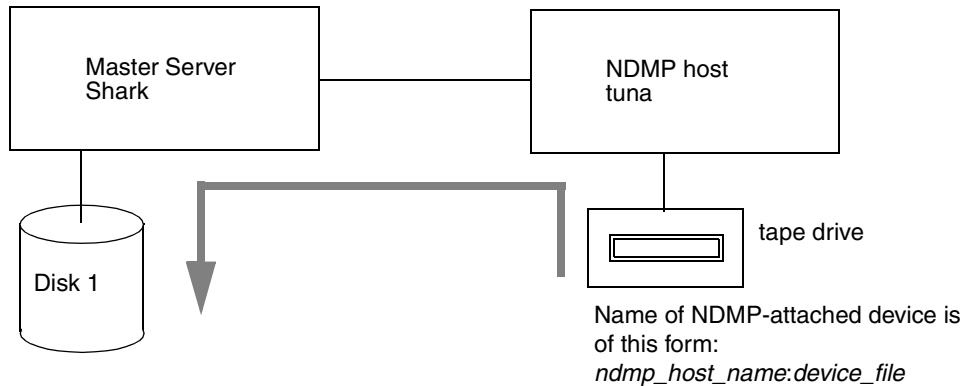 Master Server
Shark
NDMP host
tuna
Disk 1
tape drive
Name of NDMP-attached device is
of this form:
ndmp_host_name:device_file